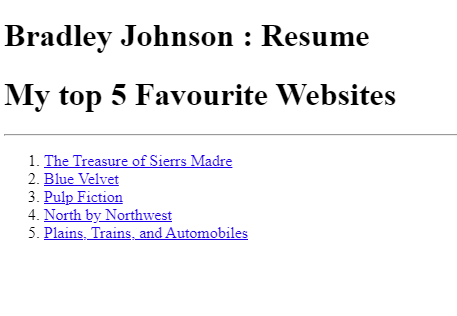 Bradley Johnson : Resume
My top 5 Favourite Websites
1. The Treasure of Sierrs Madre
2. Blue Velvet
3. Pulp Fiction
4. North by Northwest
5. Plains, Trains, and Automobiles